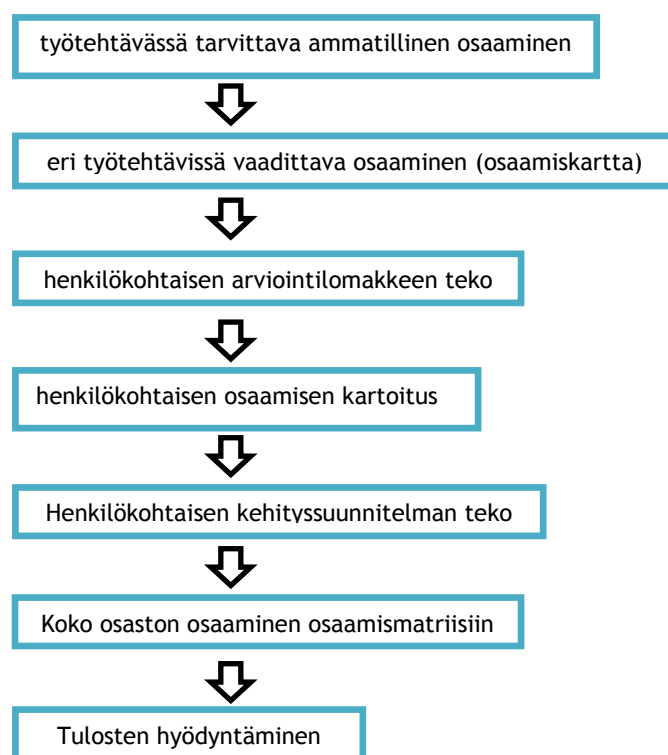 työtehtävässä tarvittava ammatillinen osaaminen
eri työtehtävissä vaadittava osaaminen (osaamiskartta)
henkilökohtaisen arviointilomakkeen teko
henkilökohtaisen osaamisen kartoitus
Henkilökohtaisen kehityssuunnitelman teko
Koko osaston osaaminen osaamismatriisiin
Tulosten hyödyntäminen